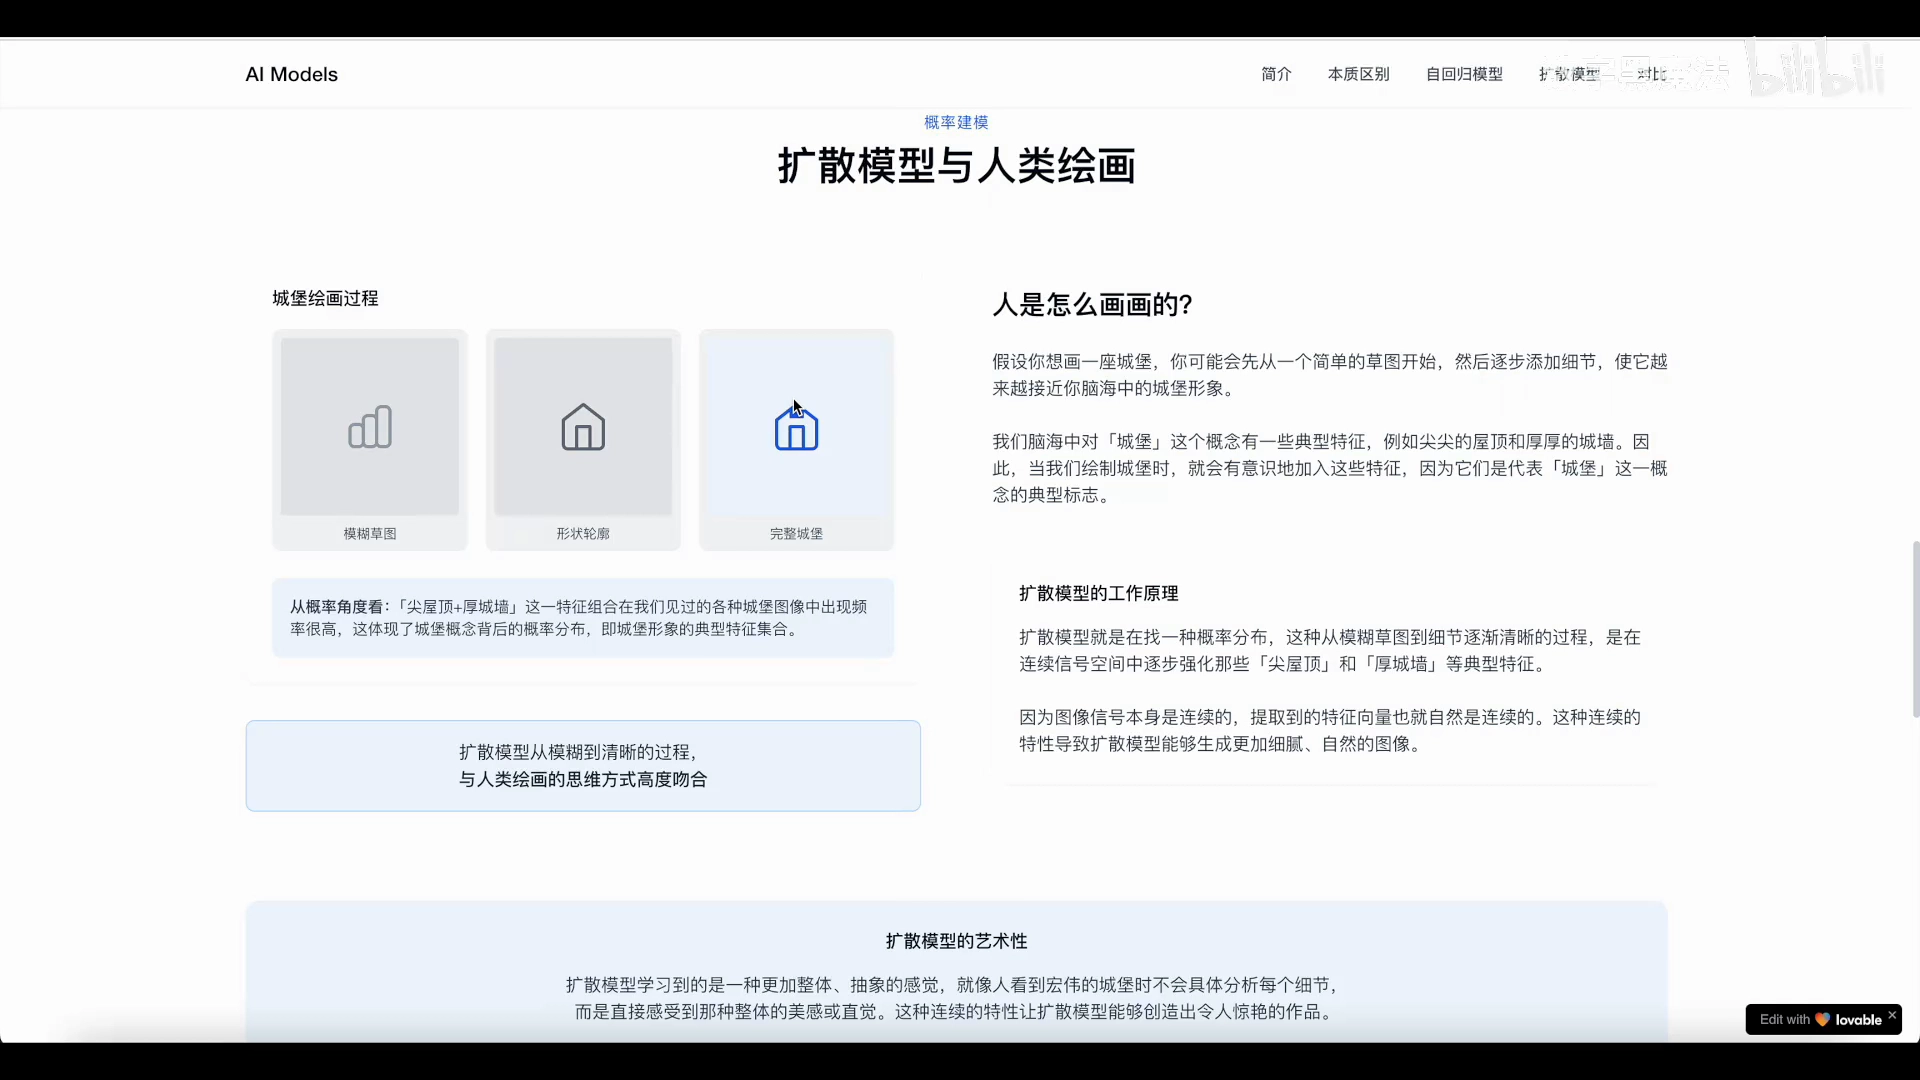 AI Models
简介
本质区别
自回归模型
扩散模型
对比
bilibili
概率建模
扩散模型与人类绘画
城堡绘画过程
模糊草图
形状轮廓
完整城堡
从概率角度看：「尖屋顶+厚城墙」这一特征组合在我们见过的各种城堡图像中出现频
率很高，这体现了城堡概念背后的概率分布，即城堡形象的典型特征集合。
扩散模型从模糊到清晰的过程，
与人类绘画的思维方式高度吻合
人是怎么画画的？
假设你想画一座城堡，你可能会先从一个简单的草图开始，然后逐步添加细节，使它越
来越接近你脑海中的城堡形象。
我们脑海中对「城堡」这个概念有一些典型特征，例如尖尖的屋顶和厚厚的城墙。因
此，当我们绘制城堡时，就会有意识地加入这些特征，因为它们是代表「城堡」这一概
念的典型标志。
扩散模型的工作原理
扩散模型就是在找一种概率分布，这种从模糊草图到细节逐渐清晰的过程，是在
连续信号空间中逐步强化那些「尖屋顶」和「厚城墙」等典型特征。
因为图像信号本身是连续的，提取到的特征向量也就自然是连续的。这种连续的
特性导致扩散模型能够生成更加细腻、自然的图像。
扩散模型的艺术性
扩散模型学习到的是一种更加整体、抽象的感觉，就像人看到宏伟的城堡时不会具体分析每个细节，
而是直接感受到那种整体的美感或直觉。这种连续的特性让扩散模型能够创造出令人惊艳的作品。
Edit with lovable